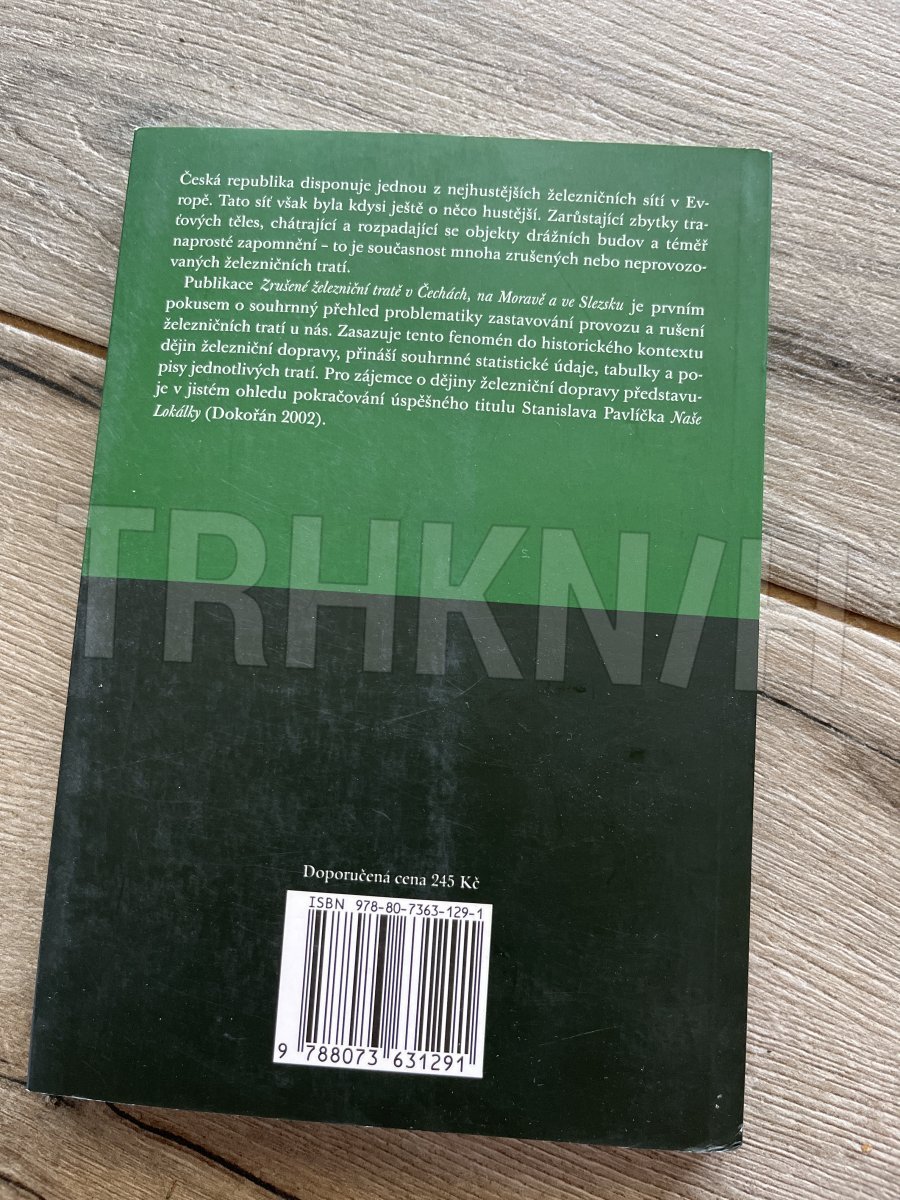 Česká republika disponuje jednou z nejhustějších železničních sítí v Ev-
ropě. Tato síť však byla kdysi ještě o něco hustější. Zarůstající zbytky tra-
ťových těles, chátrající a rozpadající se objekty drážních budov a téměř
naprosté zapomnění – to je současnost mnoha zrušených nebo neprovozo-
vaných železničních tratí.
Publikace Zrušené železniční tratě v Čechách, na Moravě a ve Slezsku je prvním
pokusem o souhrnný přehled problematiky zastavování provozu a rušení
železničních tratí u nás. Zasazuje tento fenomén do historického kontextu
dějin železniční dopravy, přináší souhrnné statistické údaje, tabulky a po-
pisy jednotlivých tratí. Pro zájemce o dějiny železniční dopravy představu-
je v jistém ohledu pokračování úspěšného titulu Stanislava Pavlíčka Naše
Lokálky (Dokořán 2002).
TRHKNIH
Doporučená cena 245 Kč
ISBN 978-80-7363-129-1
9 788073 631291